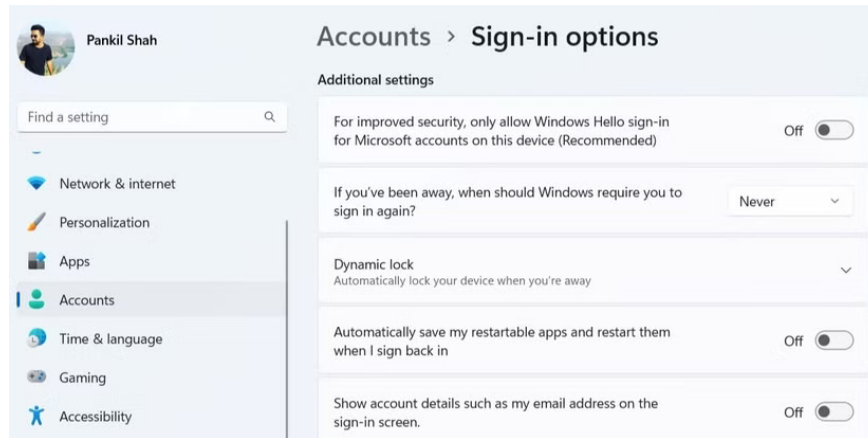 Pankil Shah
Find a setting
Network & internet
Personalization
Apps
Accounts
Time & language
Gaming
Accessibility
Accounts > Sign-in options
Additional settings
For improved security, only allow Windows Hello sign-in
for Microsoft accounts on this device (Recommended)
Off
If you've been away, when should Windows require you to
sign in again?
Never
Dynamic lock
Automatically lock your device when you're away
Automatically save my restartable apps and restart them
when I sign back in
Off
Show account details such as my email address on the
sign-in screen.
Off